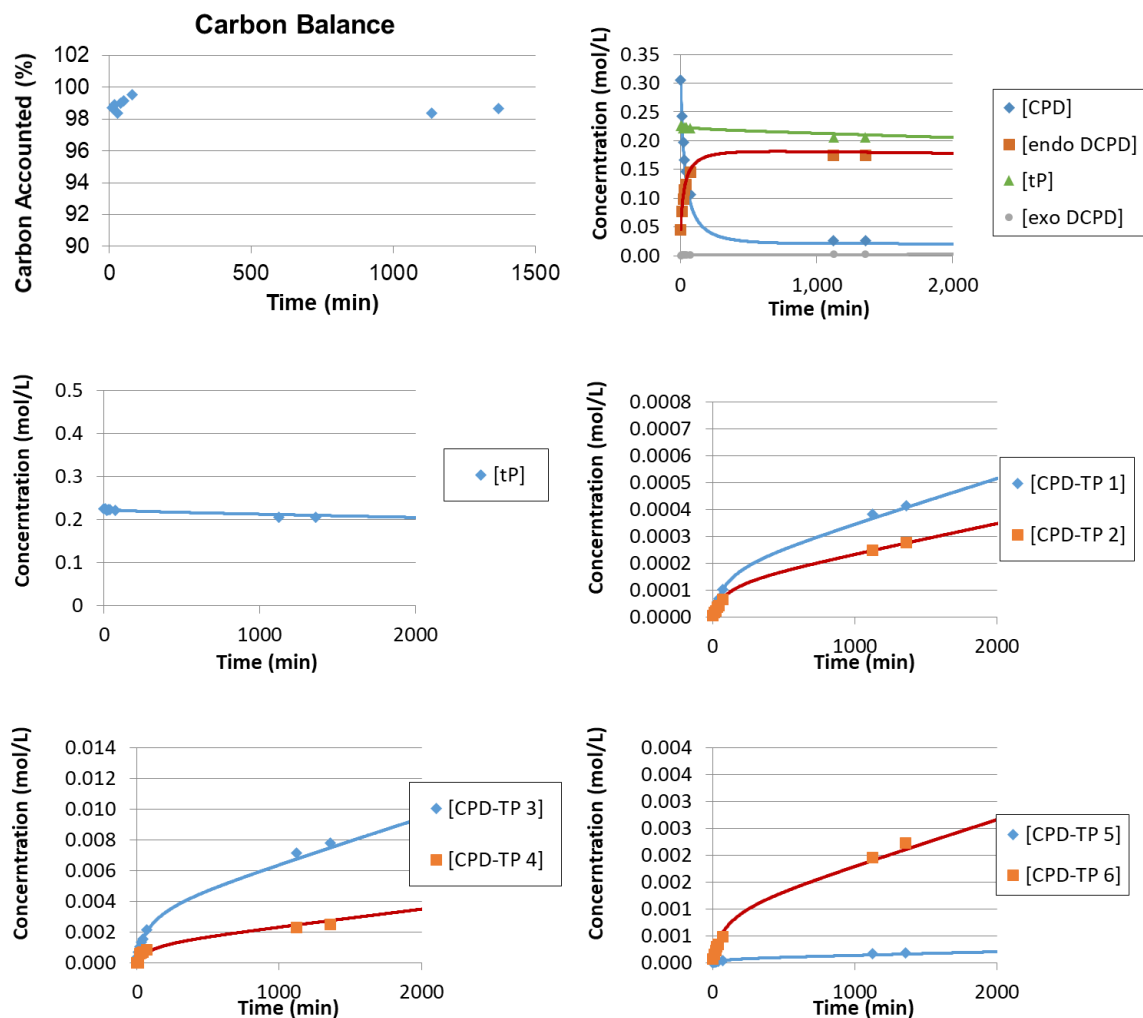 Carbon Balance
Carbon Accounted (%)
102
100
98
96
94
92
90
0
500
1000
1500
Time (min)
Concerntration (mol/L)
0.30
0.25
0.20
0.15
0.10
0.05
0.00
0
1,000
2,000
Time (min)
[CPD]
[endo DCPD]
[tP]
[exo DCPD]
Concerntration (mol/L)
0.5
0.4
0.3
0.2
0.1
0
0
1000
2000
Time (min)
[tP]
Concerntration (mol/L)
0.0008
0.0007
0.0006
0.0005
0.0004
0.0003
0.0002
0.0001
0.0000
0
1000
2000
Time (min)
[CPD-TP 1]
[CPD-TP 2]
Concerntration (mol/L)
0.014
0.012
0.010
0.008
0.006
0.004
0.002
0.000
0
1000
2000
Time (min)
[CPD-TP 3]
[CPD-TP 4]
Concerntration (mol/L)
0.004
0.004
0.003
0.003
0.002
0.002
0.001
0.001
0.000
0
1000
2000
Time (min)
[CPD-TP 5]
[CPD-TP 6]